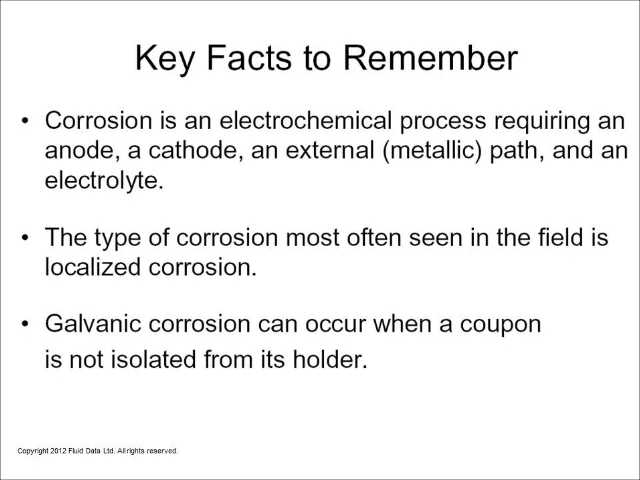 Key Facts to Remember
• Corrosion is an electrochemical process requiring an
anode, a cathode, an external (metallic) path, and an
electrolyte.
• The type of corrosion most often seen in the field is
localized corrosion.
• Galvanic corrosion can occur when a coupon
is not isolated from its holder.
Copyright 2012 Fluid Data Ltd. All rights reserved.